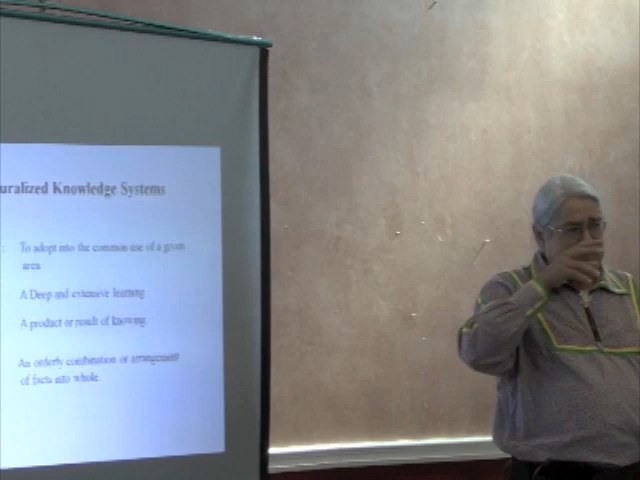 uralized Knowledge Systems
: To adopt into the common use of a given
area.
A Deep and extensive learning
A product or result of knowing.
An orderly combination or arrangement
of facts into whole.